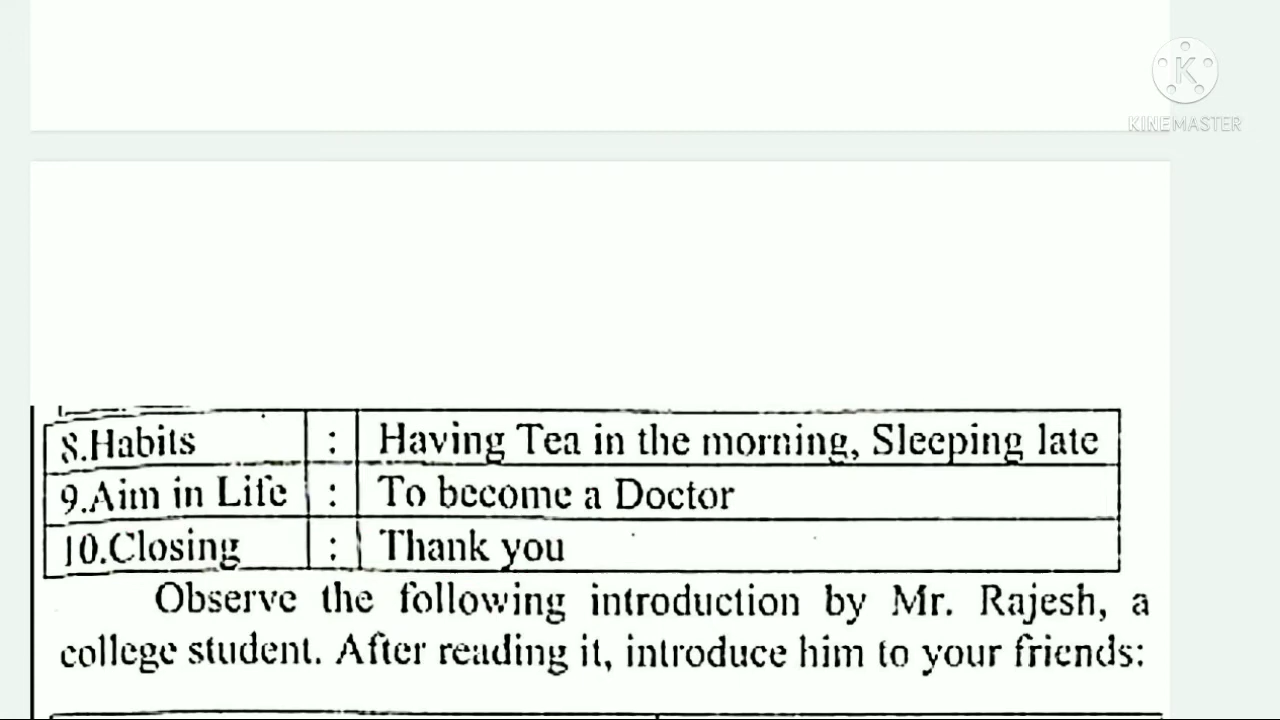 K
KINEMASTER
8.Habits : Having Tea in the morning, Sleeping late
9.Aim in Life : To become a Doctor
10.Closing : Thank you
Observe the following introduction by Mr. Rajesh, a
college student. After reading it, introduce him to your friends: